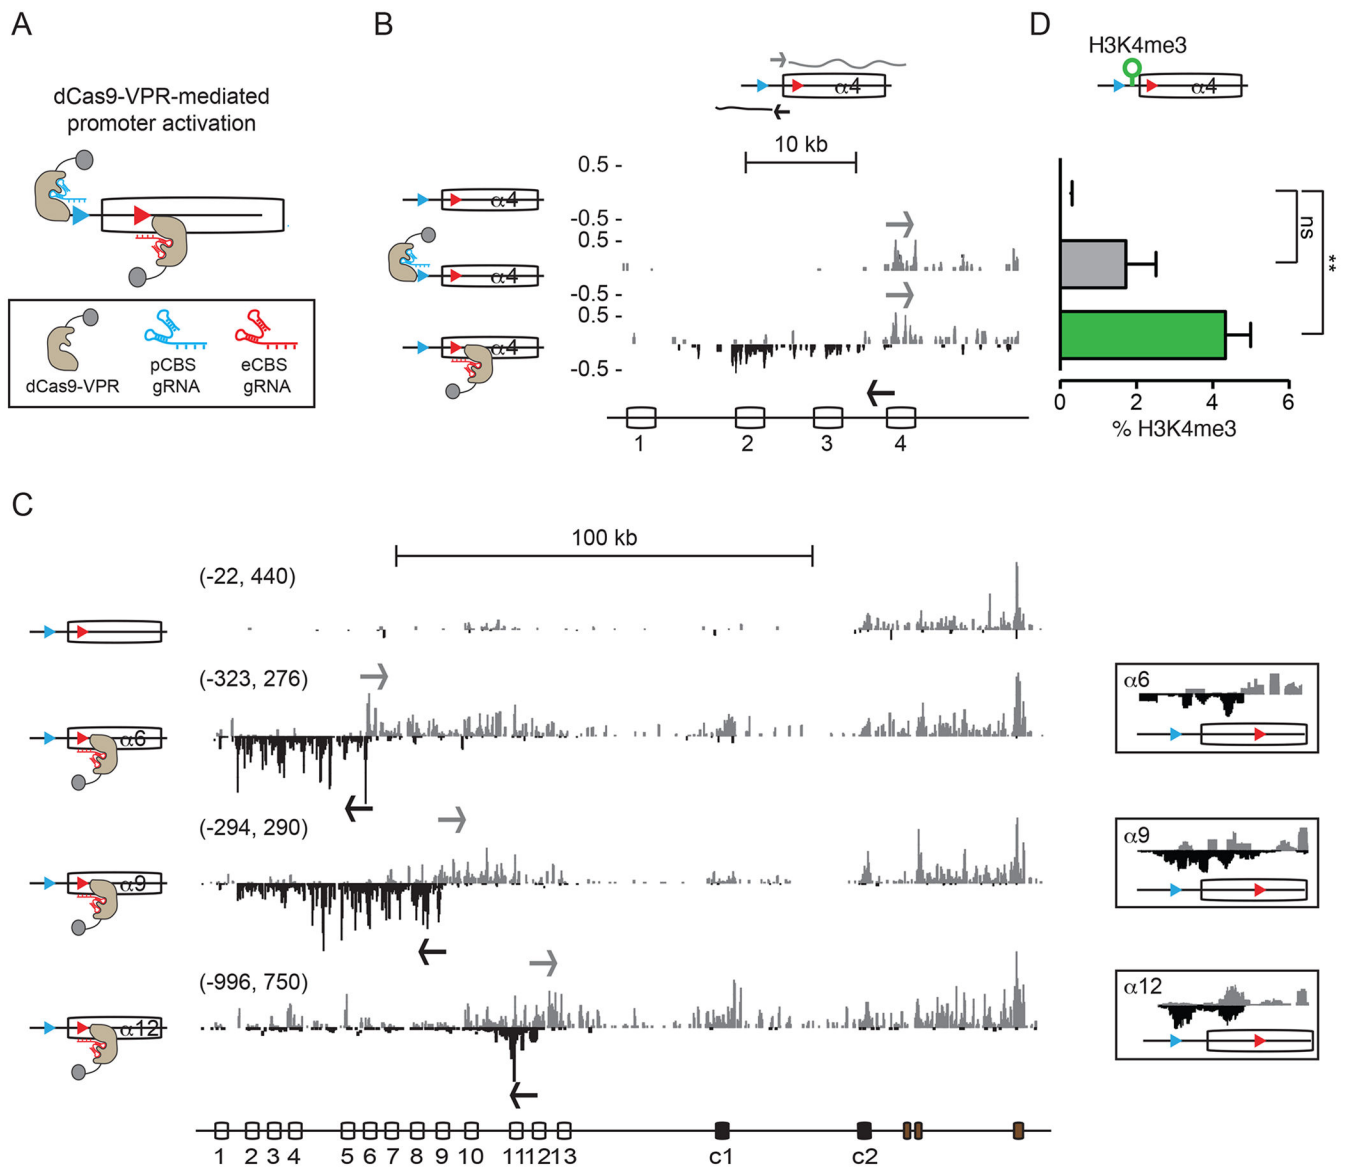 A
dCas9-VPR-mediated
promoter activation
dCas9-VPR
pCBS
gRNA
eCBS
gRNA
B
α4
10 kb
α4
0.5 -
-0.5 -
α4
0.5 -
-0.5 -
α4
0.5 -
-0.5 -
1 2 3 4
D
H3K4me3
α4
ns
**
0 2 4 6
% H3K4me3
C
100 kb
(-22, 440)
(-323, 276)
α6
α6
(-294, 290)
α9
α9
(-996, 750)
α12
α12
1 2 3 4 5 6 7 8 9 10 11 12 13 c1 c2